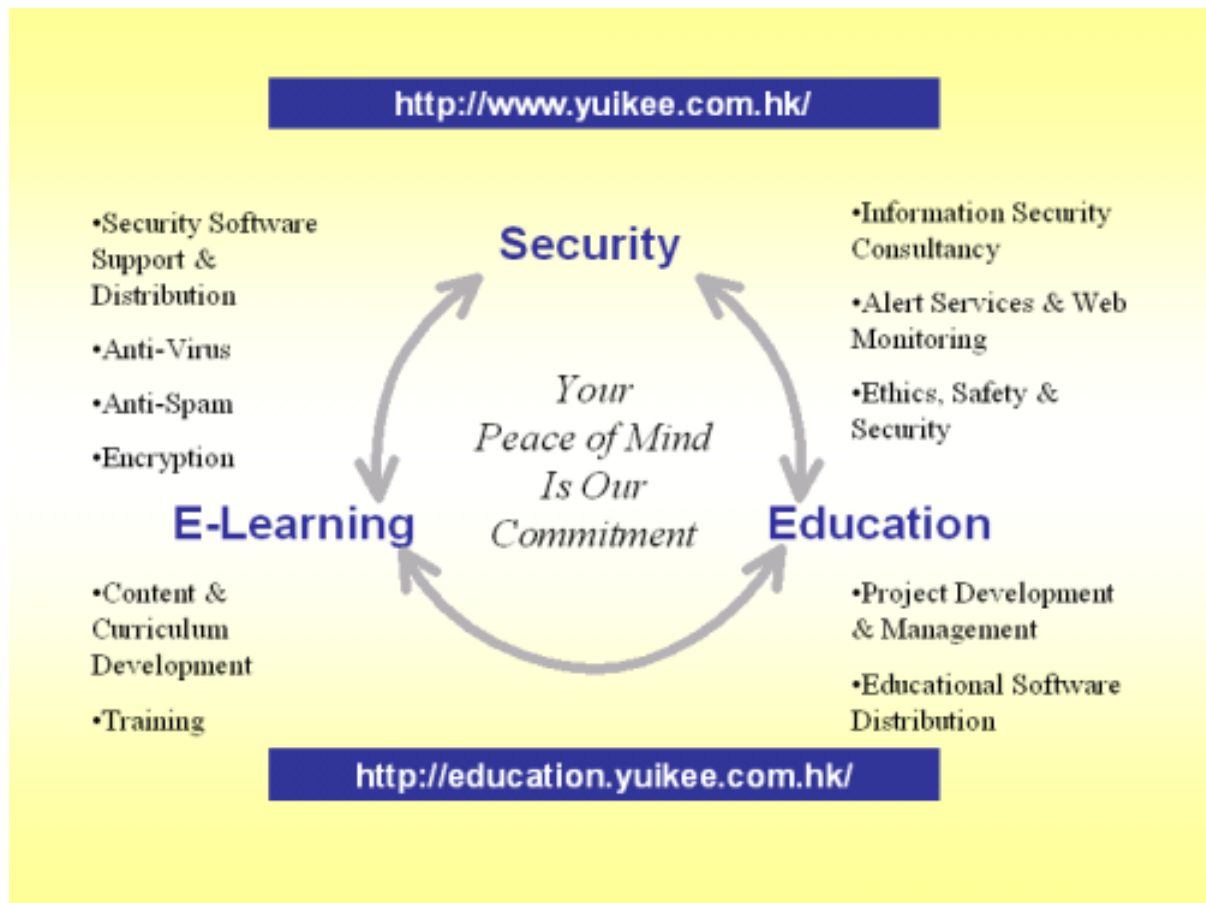 http://www.yuikee.com.hk/
•Security Software
Support &
Distribution
•Anti-Virus
•Anti-Spam
•Encryption
Security
•Information Security
Consultancy
•Alert Services & Web
Monitoring
•Ethics, Safety &
Security
Your
Peace of Mind
Is Our
Commitment
E-Learning
Education
•Content &
Curriculum
Development
•Training
•Project Development
& Management
•Educational Software
Distribution
http://education.yuikee.com.hk/